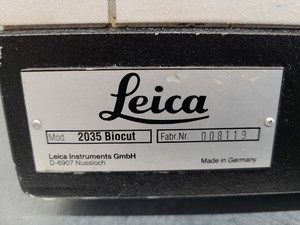 Leica
Mod. 2035 Biocut Fabr.Nr. 008119
Leica Instruments GmbH
D-6907 Nussloch Made in Germany